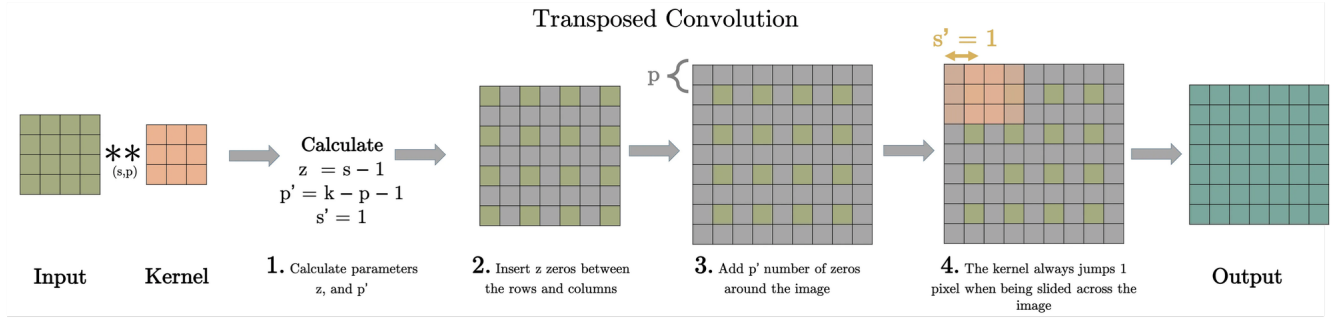 Transposed Convolution
Input
**
(s,p)
Kernel
Calculate
z = s − 1
p' = k − p − 1
s' = 1
1. Calculate parameters
z, and p'
2. Insert z zeros between
the rows and columns
p
3. Add p' number of zeros
around the image
s' = 1
4. The kernel always jumps 1
pixel when being slided across the
image
Output